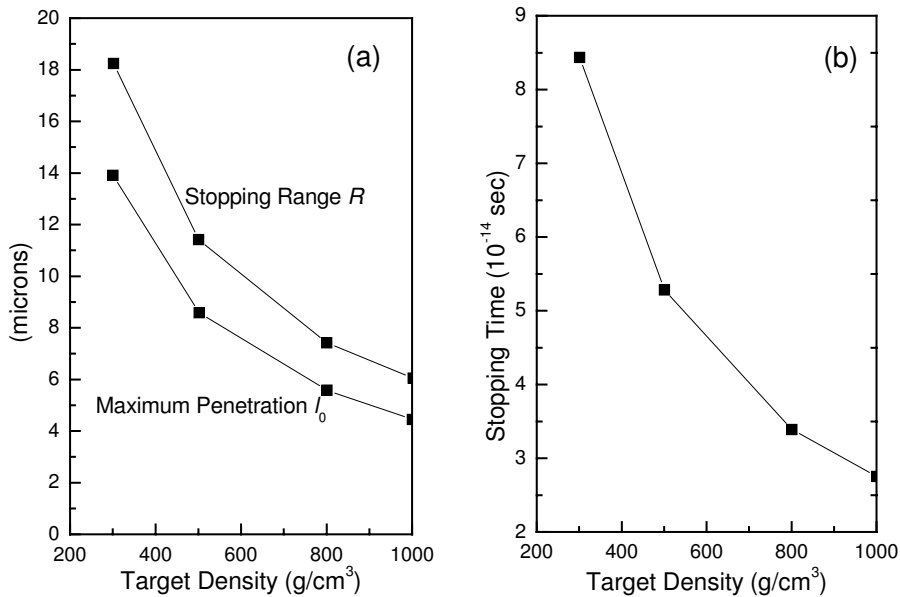 20
18
16
14
12
10
8
6
4
2
0
(microns)
(a)
Stopping Range R
Maximum Penetration l0
200 400 600 800 1000
Target Density (g/cm3)
9
8
7
6
5
4
3
2
Stopping Time (10-14 sec)
(b)
200 400 600 800 1000
Target Density (g/cm3)